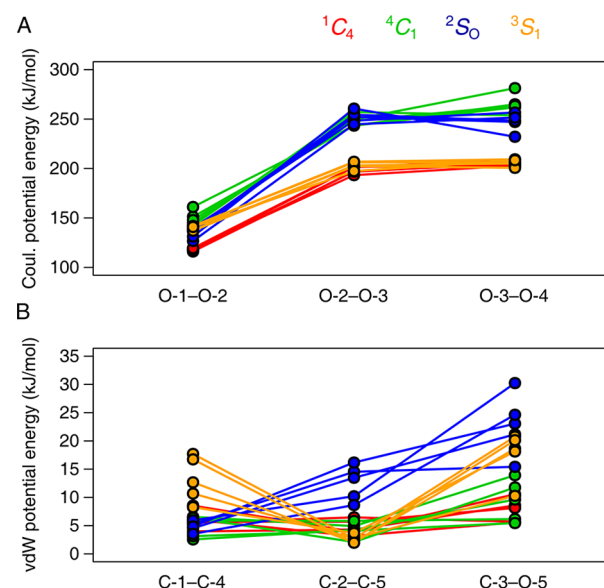 A
¹C₄ ⁴C₁ ²S_O ³S₁
Coul. potential energy (kJ/mol)
300
250
200
150
100
O-1–O-2 O-2–O-3 O-3–O-4
B
vdW potential energy (kJ/mol)
35
30
25
20
15
10
5
0
C-1–C-4 C-2–C-5 C-3–O-5